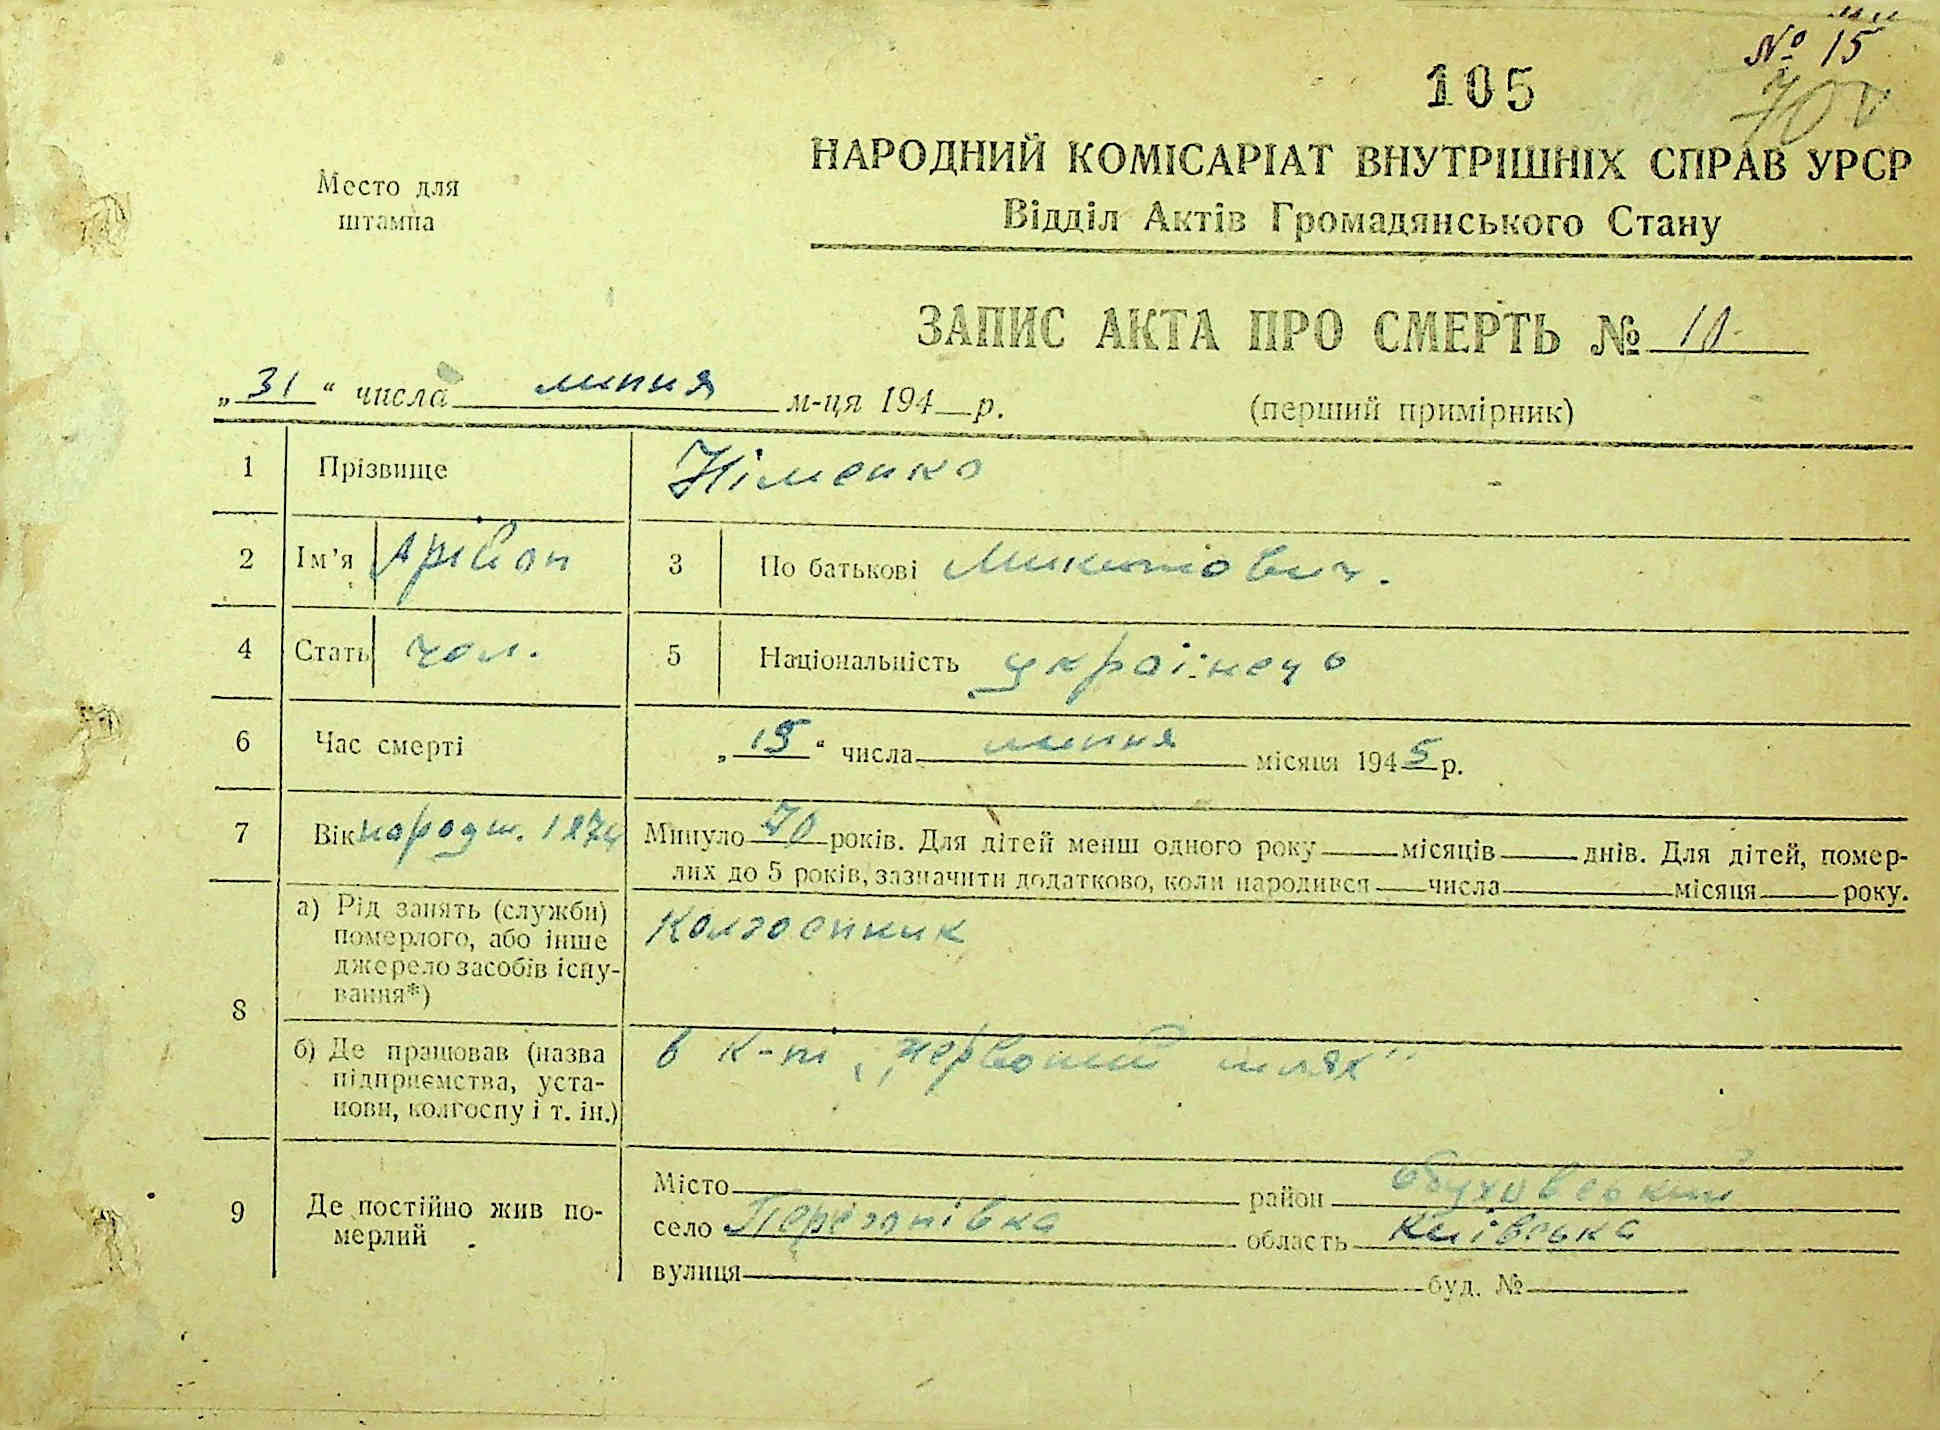 № 15
70 v
105
НАРОДНИЙ КОМІСАРІАТ ВНУТРІШНІХ СПРАВ УРСР
Место для
штампа
Відділ Актів Громадянського Стану
ЗАПИС АКТА ПРО СМЕРТЬ № 10
„31“ числа липня м-ця 194 р. (перший примірник)
1 Прізвище Німенко
2 Ім'я Арівон 3 По батькові Микитович.
4 Стать чол. 5 Національність українець
6 Час смерті „15“ числа липня місяця 1945 р.
7 Вік народж. 1874 Минуло 70 років. Для дітей менш одного року місяців днів. Для дітей, помер-
лих до 5 років, зазначити додатково, коли народився числа місяця року.
8 а) Рід занять (служби)
померлого, або інше
джерело засобів існу-
вання*)
Колгоспник
б) Де працював (назва
підприємства, уста-
нови, колгоспу і т. ін.)
в к-пі „Червоний шлях"
9 Де постійно жив по-
мерлий
Місто район Обуховський
село Перегонівка область Київська
вулиця буд. №